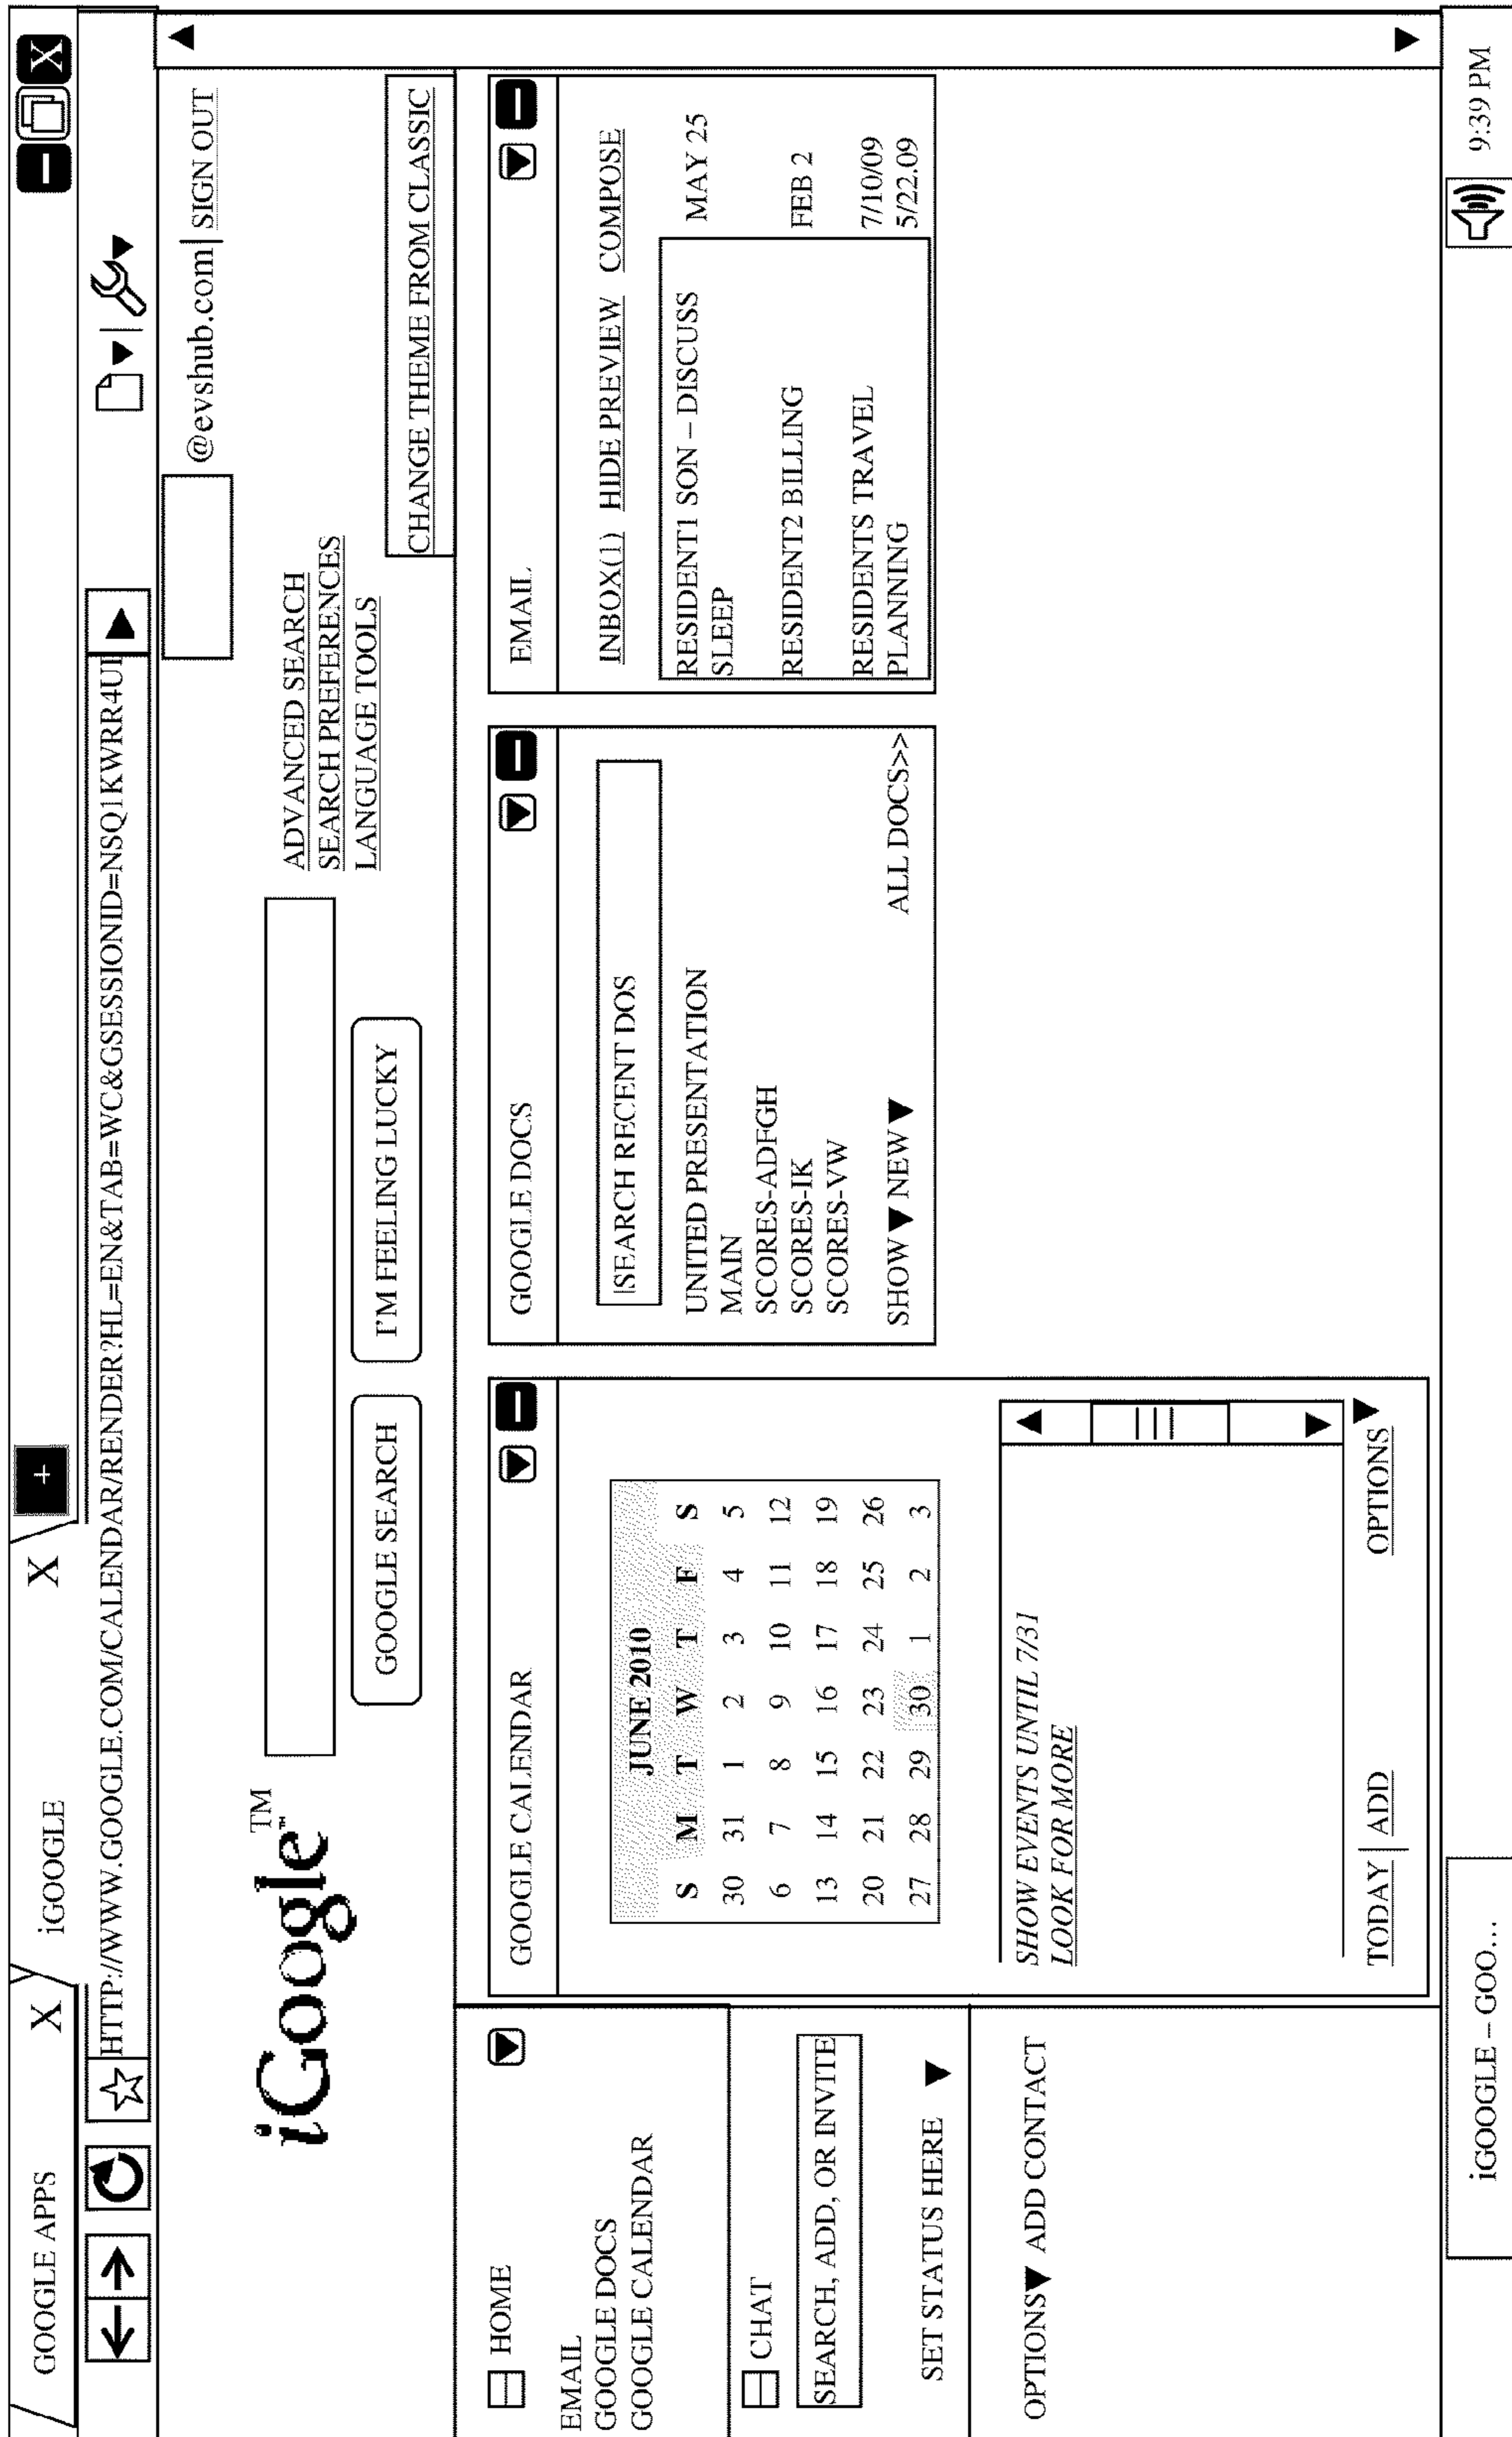 GOOGLE APPS X iGOOGLE X +
X
HTTP://WWW.GOOGLE.COM/CALENDAR/RENDER?HL=EN&TAB=WC&GSESSIONID=NSQ1KWRR4UI
@evshub.com| SIGN OUT
iGoogle™ TM
ADVANCED SEARCH
SEARCH PREFERENCES
LANGUAGE TOOLS
GOOGLE SEARCH
I'M FEELING LUCKY
CHANGE THEME FROM CLASSIC
HOME
EMAIL
GOOGLE DOCS
GOOGLE CALENDAR
CHAT
SEARCH, ADD, OR INVITE
SET STATUS HERE
OPTIONS ADD CONTACT
GOOGLE CALENDAR
JUNE 2010
S M T W T F S
30 31 1 2 3 4 5
6 7 8 9 10 11 12
13 14 15 16 17 18 19
20 21 22 23 24 25 26
27 28 29 30 1 2 3
SHOW EVENTS UNTIL 7/31
LOOK FOR MORE
TODAY | ADD OPTIONS
GOOGLE DOCS
|SEARCH RECENT DOS
UNITED PRESENTATION
MAIN
SCORES-ADFGH
SCORES-IK
SCORES-VW
SHOW NEW ALL DOCS>>
EMAIL
INBOX(1) HIDE PREVIEW COMPOSE
RESIDENT1 SON – DISCUSS MAY 25
SLEEP
RESIDENT2 BILLING FEB 2
RESIDENTS TRAVEL 7/10/09
PLANNING 5/22.09
iGOOGLE – GOO...
9:39 PM